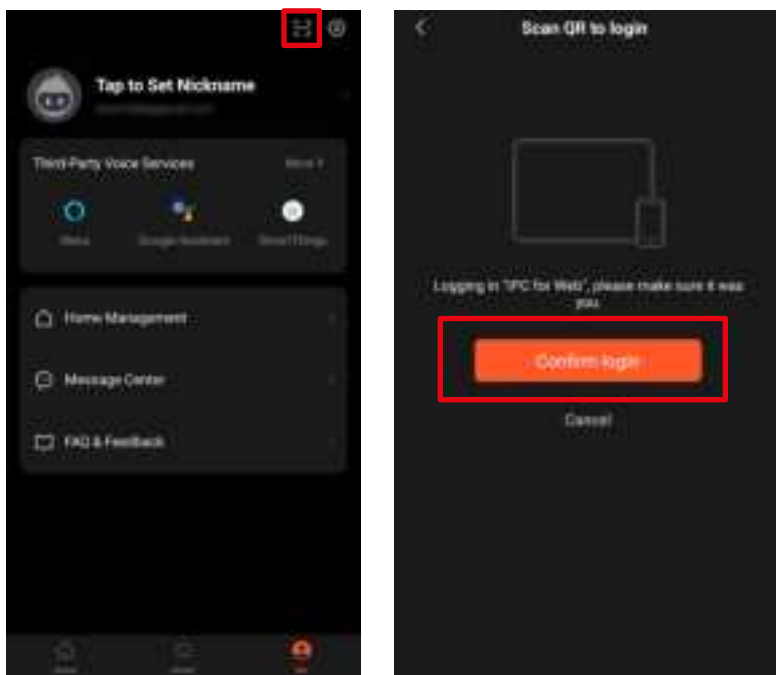 Tap to Set Nickname
Third-Party Voice Services
More
Alexa
Google Assistant
SmartThings
Home Management
Message Center
FAQ & Feedback
Scan QR to login
Logging in "IPC for Web", please make sure it was
you.
Confirm login
Cancel